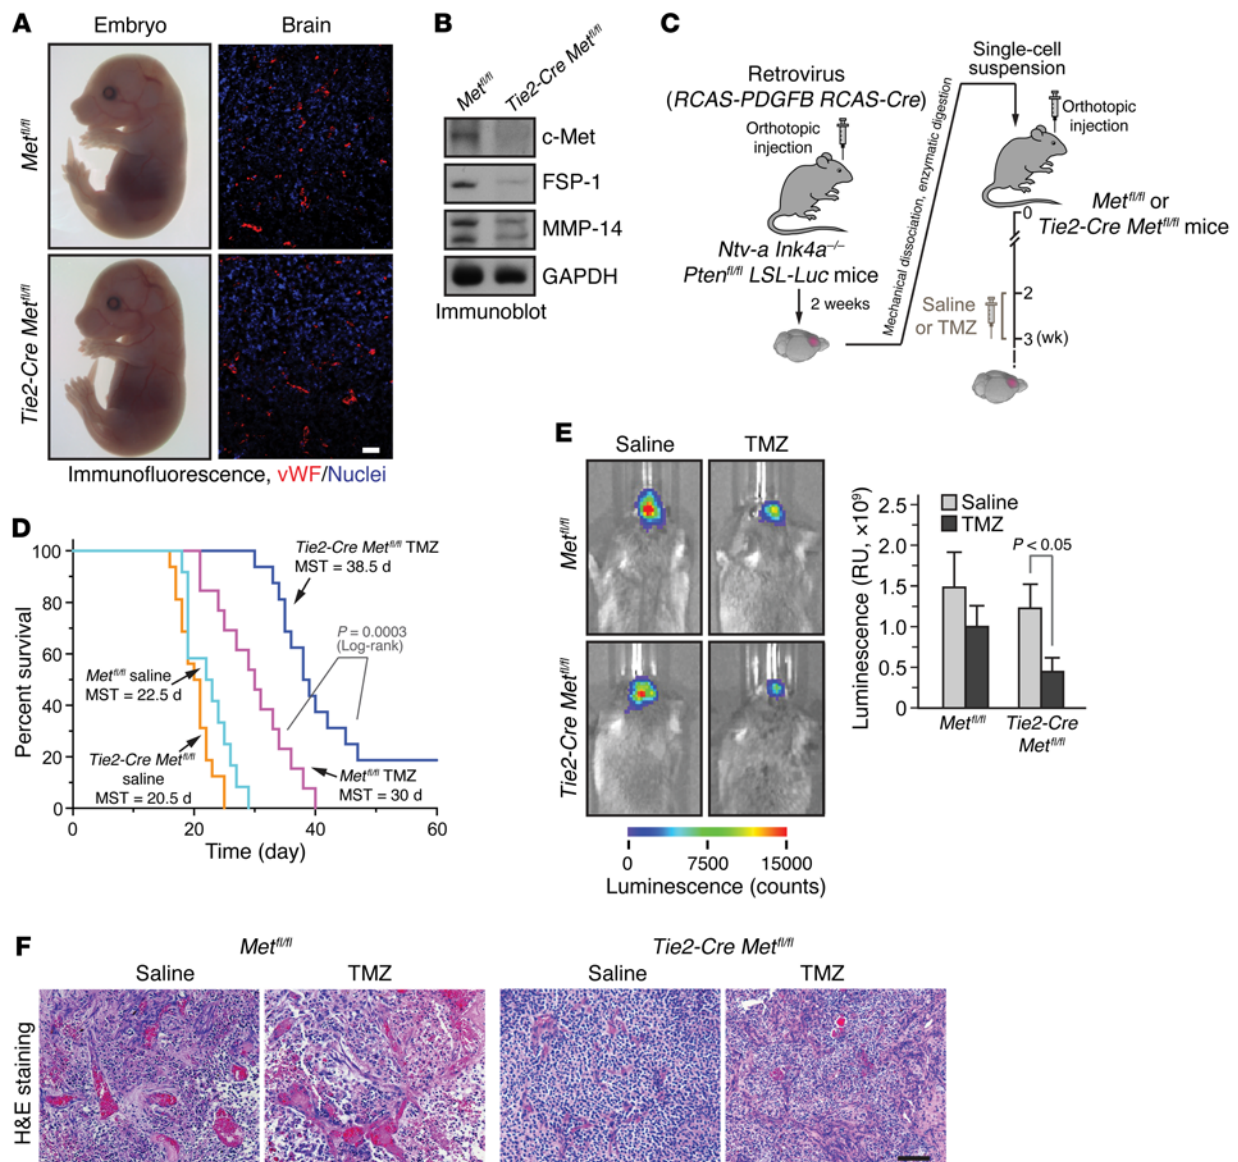 A
Embryo
Brain
Met^fl/fl
Tie2-Cre Met^fl/fl
Immunofluorescence, vWF/Nuclei
B
Met^fl/fl
Tie2-Cre Met^fl/fl
c-Met
FSP-1
MMP-14
GAPDH
Immunoblot
C
Retrovirus
(RCAS-PDGFB RCAS-Cre)
Orthotopic
injection
Ntv-a Ink4a^–/–
Pten^fl/fl LSL-Luc mice
2 weeks
Mechanical dissociation, enzymatic digestion
Single-cell
suspension
Orthotopic
injection
Met^fl/fl or
Tie2-Cre Met^fl/fl mice
0
2
3 (wk)
Saline
or TMZ
D
Percent survival
100
80
60
40
20
0
0
20
40
60
Time (day)
Tie2-Cre Met^fl/fl TMZ
MST = 38.5 d
P = 0.0003
(Log-rank)
Met^fl/fl saline
MST = 22.5 d
Tie2-Cre Met^fl/fl
saline
MST = 20.5 d
Met^fl/fl TMZ
MST = 30 d
E
Saline
TMZ
Met^fl/fl
Tie2-Cre Met^fl/fl
0
7500
15000
Luminescence (counts)
Luminescence (RU, ×10⁹)
2.5
2.0
1.5
1.0
0.5
0
Saline
TMZ
P < 0.05
Met^fl/fl
Tie2-Cre
Met^fl/fl
F
Met^fl/fl
Tie2-Cre Met^fl/fl
Saline
TMZ
Saline
TMZ
H&E staining